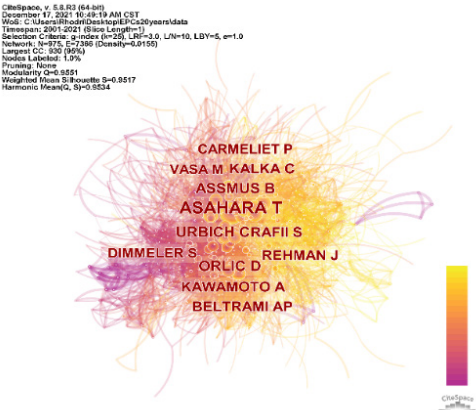 CiteSpace, v. 5.8.R3 (64-bit)
December 17, 2021 10:49:19 AM CST
WoS: C:\Users\Rhodri\Desktop\EPCs20years\data
Timespan: 2001-2021 (Slice Length=1)
Selection Criteria: g-index (k=25), LRF=3.0, L/N=10, LBY=5, e=1.0
Network: N=975, E=7366 (Density=0.0155)
Largest CC: 930 (95%)
Nodes Labeled: 1.0%
Pruning: None
Modularity Q=0.9551
Weighted Mean Silhouette S=0.9517
Harmonic Mean(Q, S)=0.9534
CARMELIET P
VASA M KALKA C
ASSMUS B
ASAHARA T
URBICH CRAFII S
DIMMELER S
REHMAN J
ORLIC D
KAWAMOTO A
BELTRAMI AP
CiteSpace